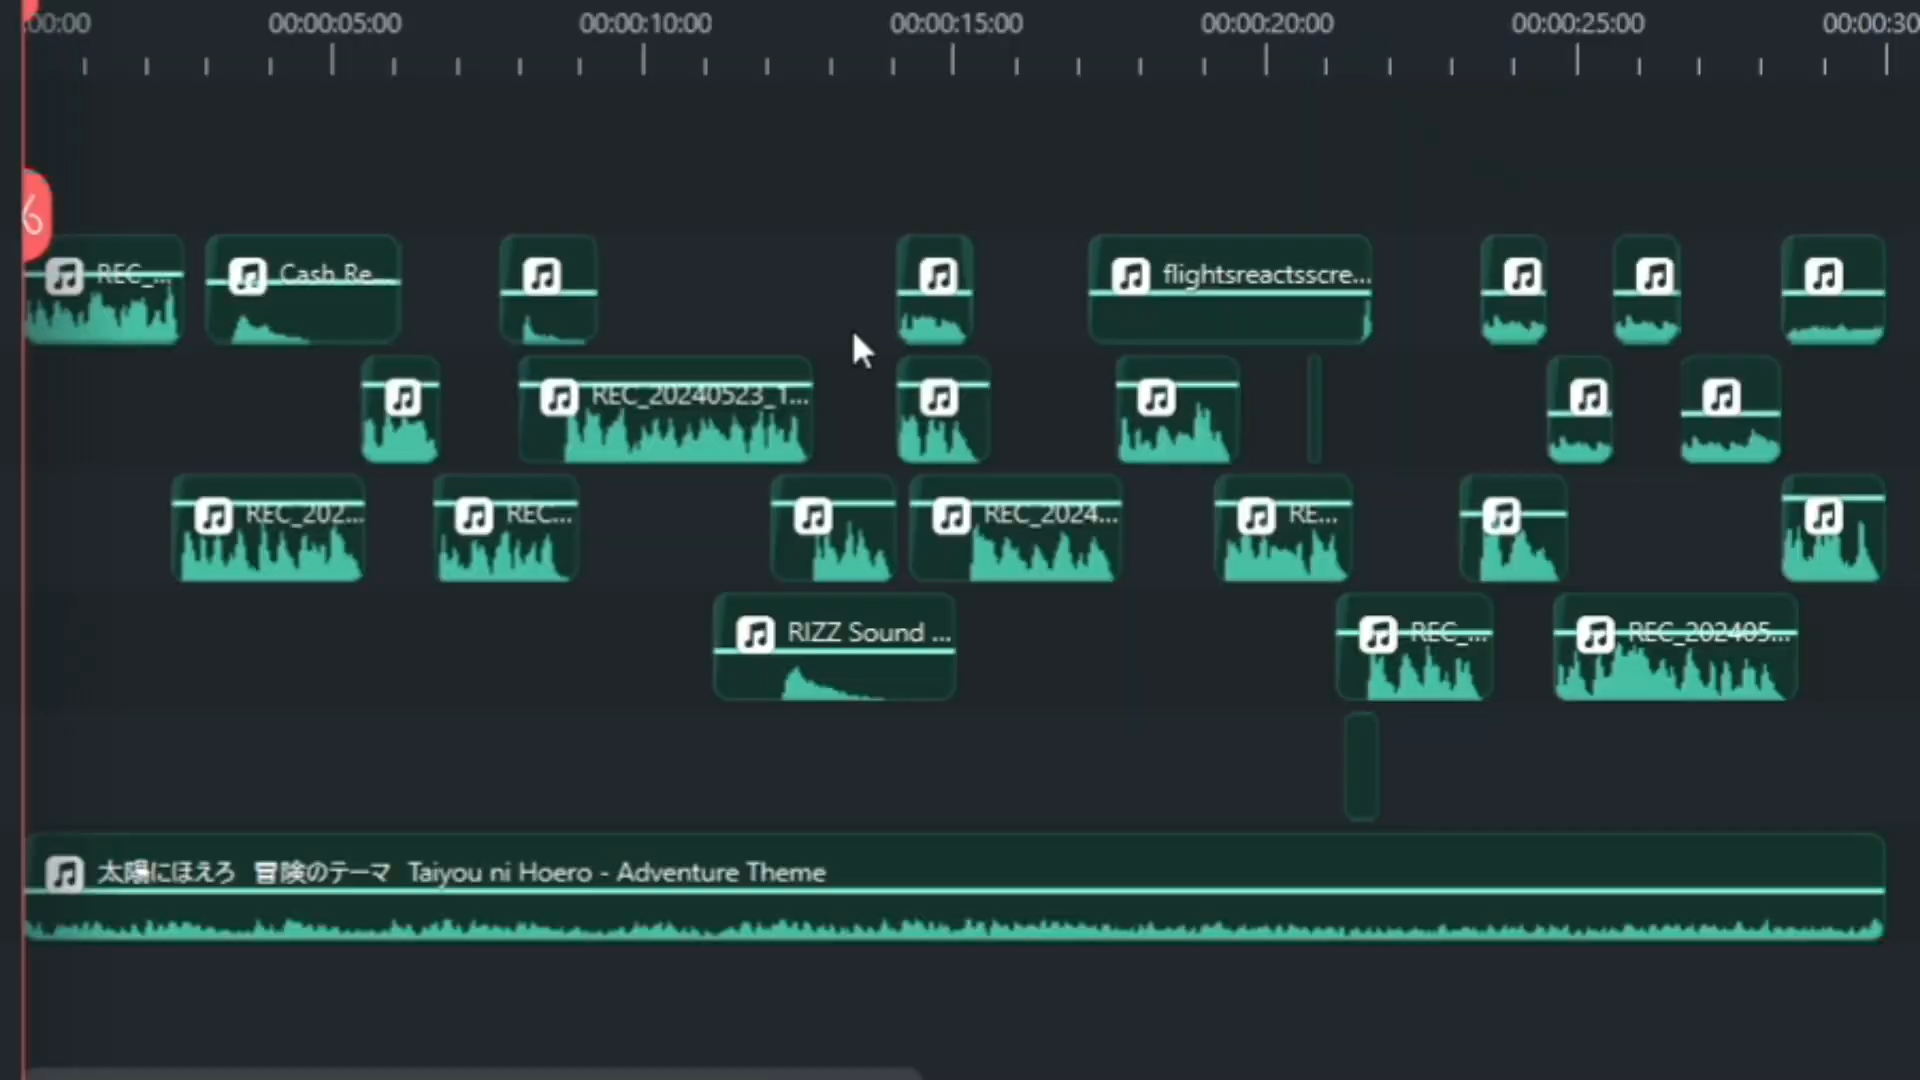 :00:00 00:00:05:00 00:00:10:00 00:00:15:00 00:00:20:00 00:00:25:00 00:00:30
REC_... Cash Re... flightsreactsscre...
REC_20240523_1...
REC_202... REC... REC_2024... RE...
RIZZ Sound ... REC_... REC_202405...
太陽にほえろ 冒険のテーマ Taiyou ni Hoero - Adventure Theme